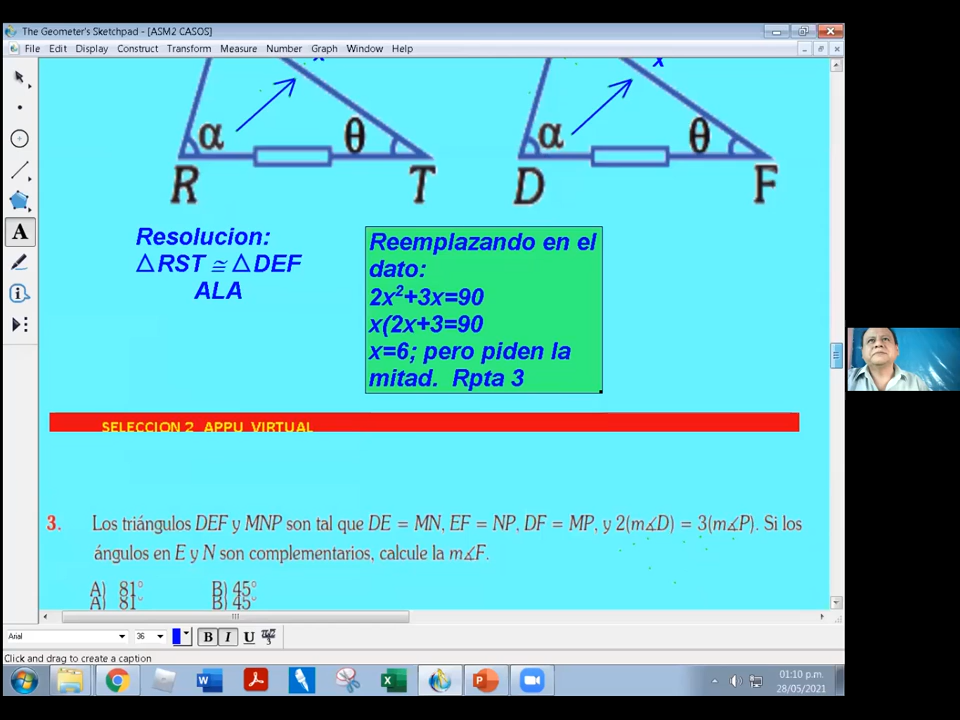 The Geometer's Sketchpad - [ASM2 CASOS]
File Edit Display Construct Transform Measure Number Graph Window Help
x x
α θ α θ
R T D F
Resolucion:
△RST ≅ △DEF
ALA
Reemplazando en el
dato:
2x²+3x=90
x(2x+3=90
x=6; pero piden la
mitad. Rpta 3
SELECCION 2 APPU VIRTUAL
3. Los triángulos DEF y MNP son tal que DE = MN, EF = NP, DF = MP, y 2(m∡D) = 3(m∡P). Si los
ángulos en E y N son complementarios, calcule la m∡F.
A) 81° B) 45°
A) 81° B) 45°
Arial 36 B I U
Click and drag to create a caption
01:10 p.m.
28/05/2021